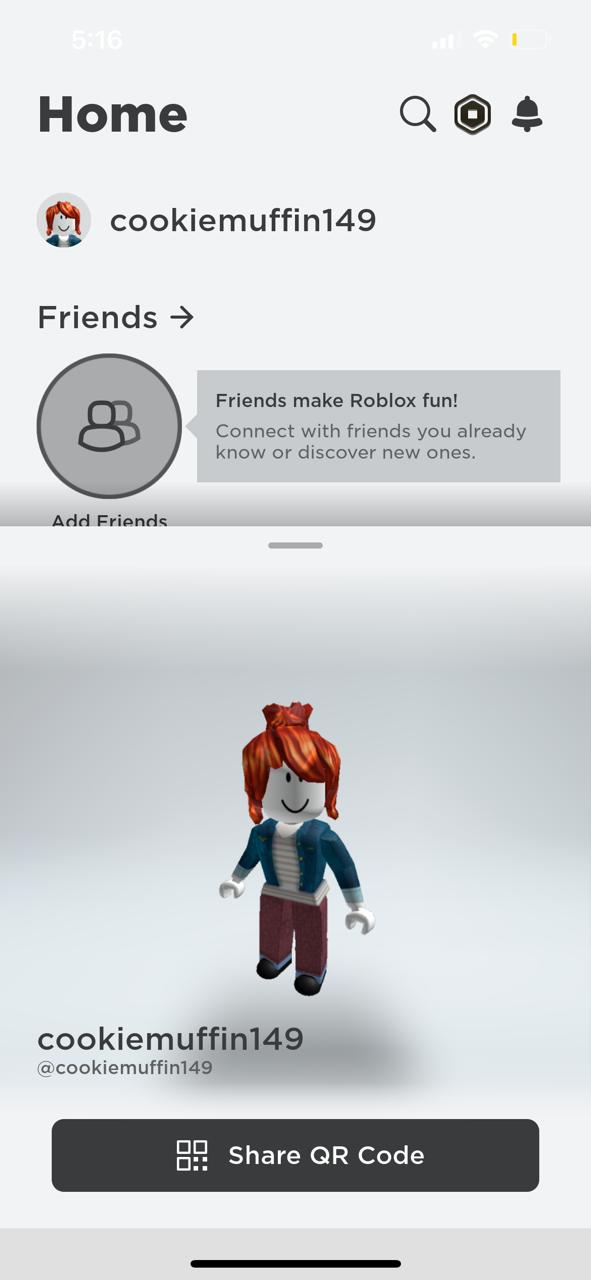 5:16
Home
cookiemuffin149
Friends →
Friends make Roblox fun!
Connect with friends you already
know or discover new ones.
Add Friends
cookiemuffin149
@cookiemuffin149
Share QR Code